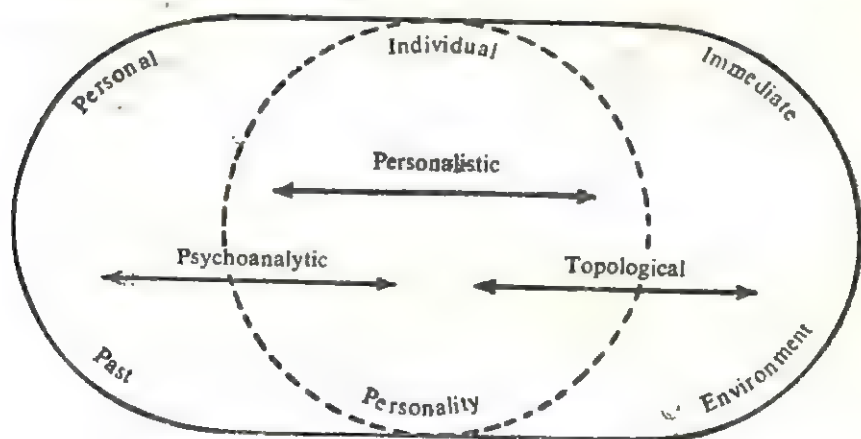 Personal
Individual
Immediate
Personalistic
Psychoanalytic
Topological
Past
Personality
Environment